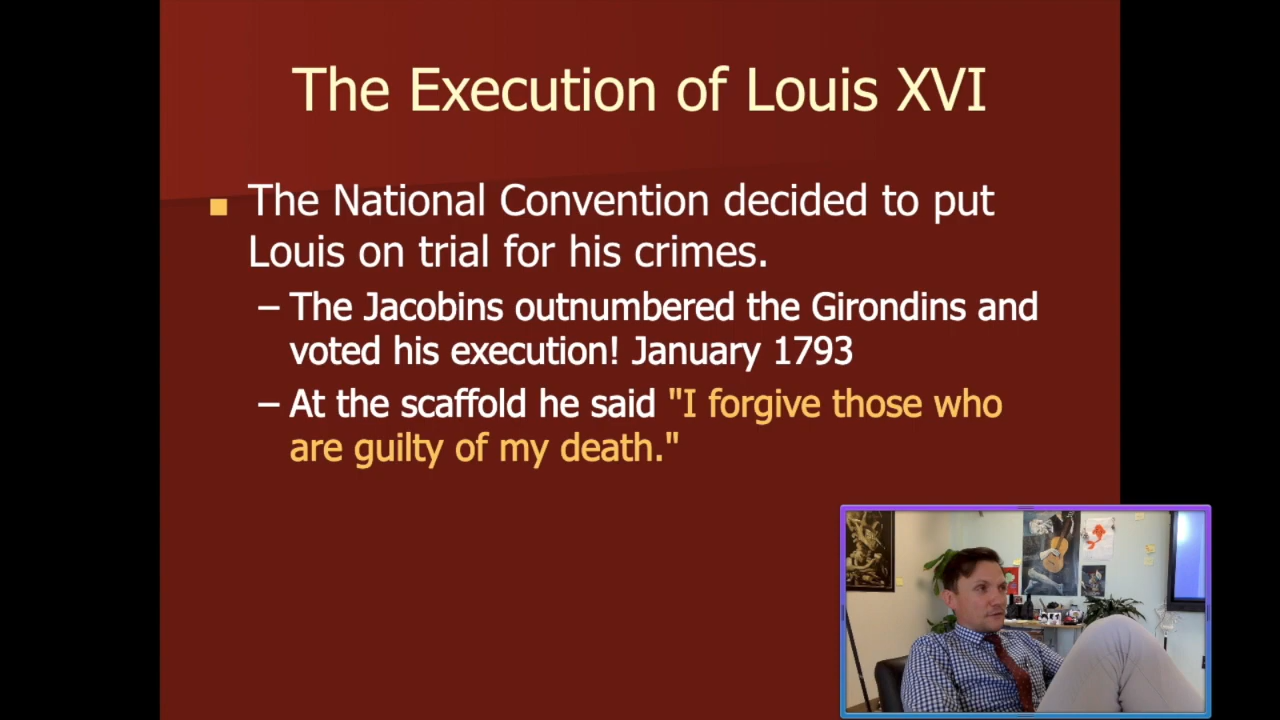 The Execution of Louis XVI
■ The National Convention decided to put
Louis on trial for his crimes.
– The Jacobins outnumbered the Girondins and
voted his execution! January 1793
– At the scaffold he said "I forgive those who
are guilty of my death."